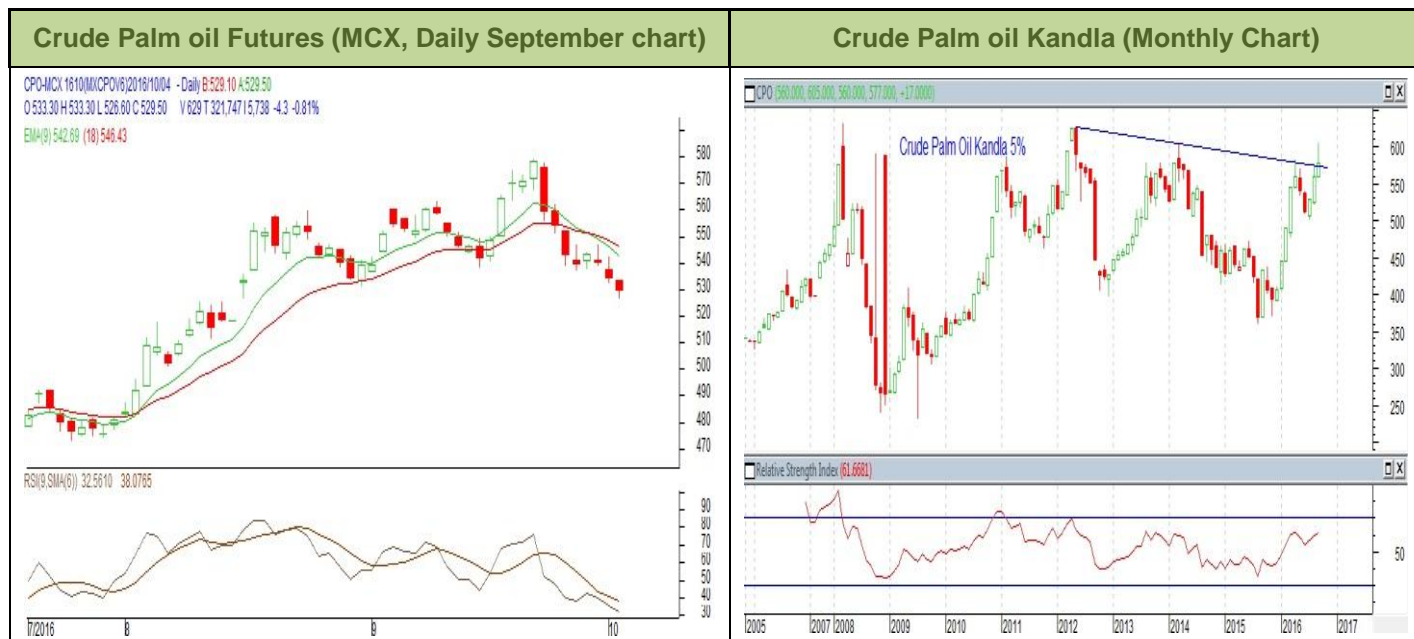 Crude Palm oil Futures (MCX, Daily September chart)
CPO-MCX 1610(MXCPOV6)2016/10/04 - Daily B:529.10 A:529.50
O 533.30 H 533.30 L 526.60 C 529.50 V 629 T 321,747 I 5,738 -4.3 -0.81%
EMA(9) 542.69 (18) 546.43
580
570
560
550
540
530
520
510
500
490
480
470
RSI(9,SMA(6)) 32.5610 38.0765
90
80
70
60
50
40
30
7/2016 8 9 10
Crude Palm oil Kandla (Monthly Chart)
CPO (560.000, 605.000, 560.000, 577.000, +17.0000)
Crude Palm Oil Kandla 5%
600
550
500
450
400
350
300
250
Relative Strength Index (61.6681)
50
2005 2007 2008 2009 2010 2011 2012 2013 2014 2015 2016 2017